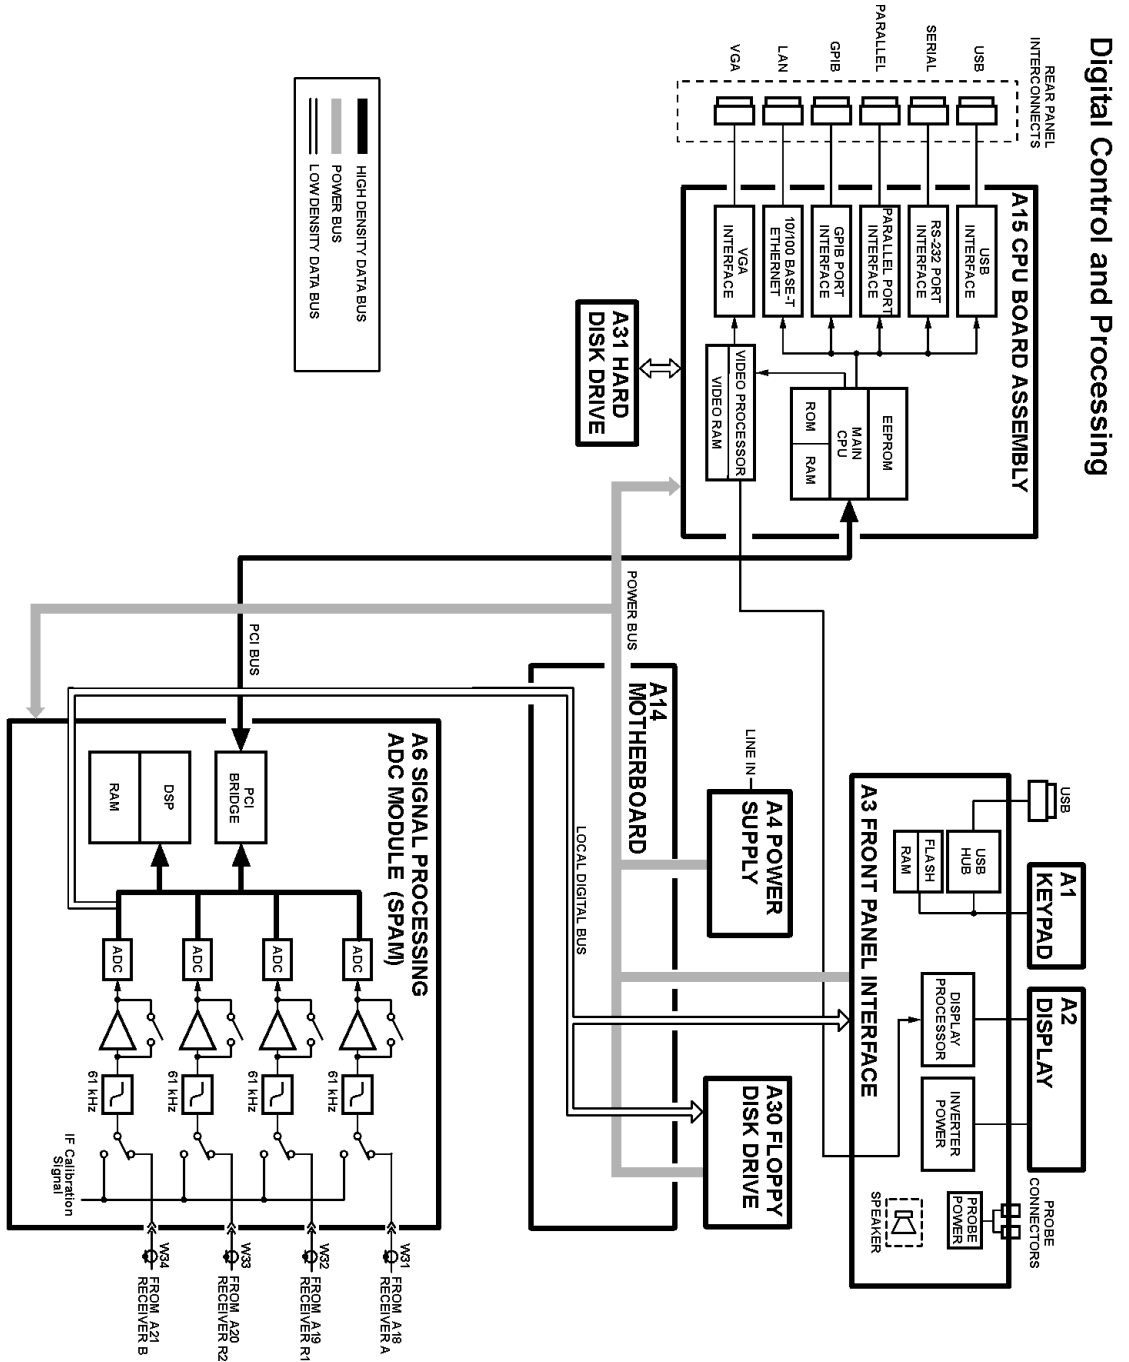 Digital Control and Processing
REAR PANEL
INTERCONNECTS
USB
SERIAL
PARALLEL
GPIB
LAN
VGA
A15 CPU BOARD ASSEMBLY
USB
INTERFACE
RS-232 PORT
INTERFACE
PARALLEL PORT
INTERFACE
GPIB PORT
INTERFACE
10/100 BASE-T
ETHERNET
VGA
INTERFACE
EEPROM
MAIN
CPU
ROM
RAM
VIDEO PROCESSOR
VIDEO RAM
A31 HARD
DISK DRIVE
HIGH DENSITY DATA BUS
POWER BUS
LOW DENSITY DATA BUS
POWER BUS
PCI BUS
A14
MOTHERBOARD
LINE IN
A4 POWER
SUPPLY
LOCAL DIGITAL BUS
A30 FLOPPY
DISK DRIVE
USB
A3 FRONT PANEL INTERFACE
USB
HUB
FLASH
RAM
A1
KEYPAD
A2
DISPLAY
DISPLAY
PROCESSOR
INVERTER
POWER
PROBE
CONNECTORS
PROBE
POWER
SPEAKER
A6 SIGNAL PROCESSING
ADC MODULE (SPAM)
PCI
BRIDGE
DSP
RAM
ADC
ADC
ADC
ADC
61 kHz
61 kHz
61 kHz
61 kHz
IF Calibration
Signal
W31
FROM A18
RECEIVER A
W32
FROM A19
RECEIVER R1
W33
FROM A20
RECEIVER R2
W34
FROM A21
RECEIVER B